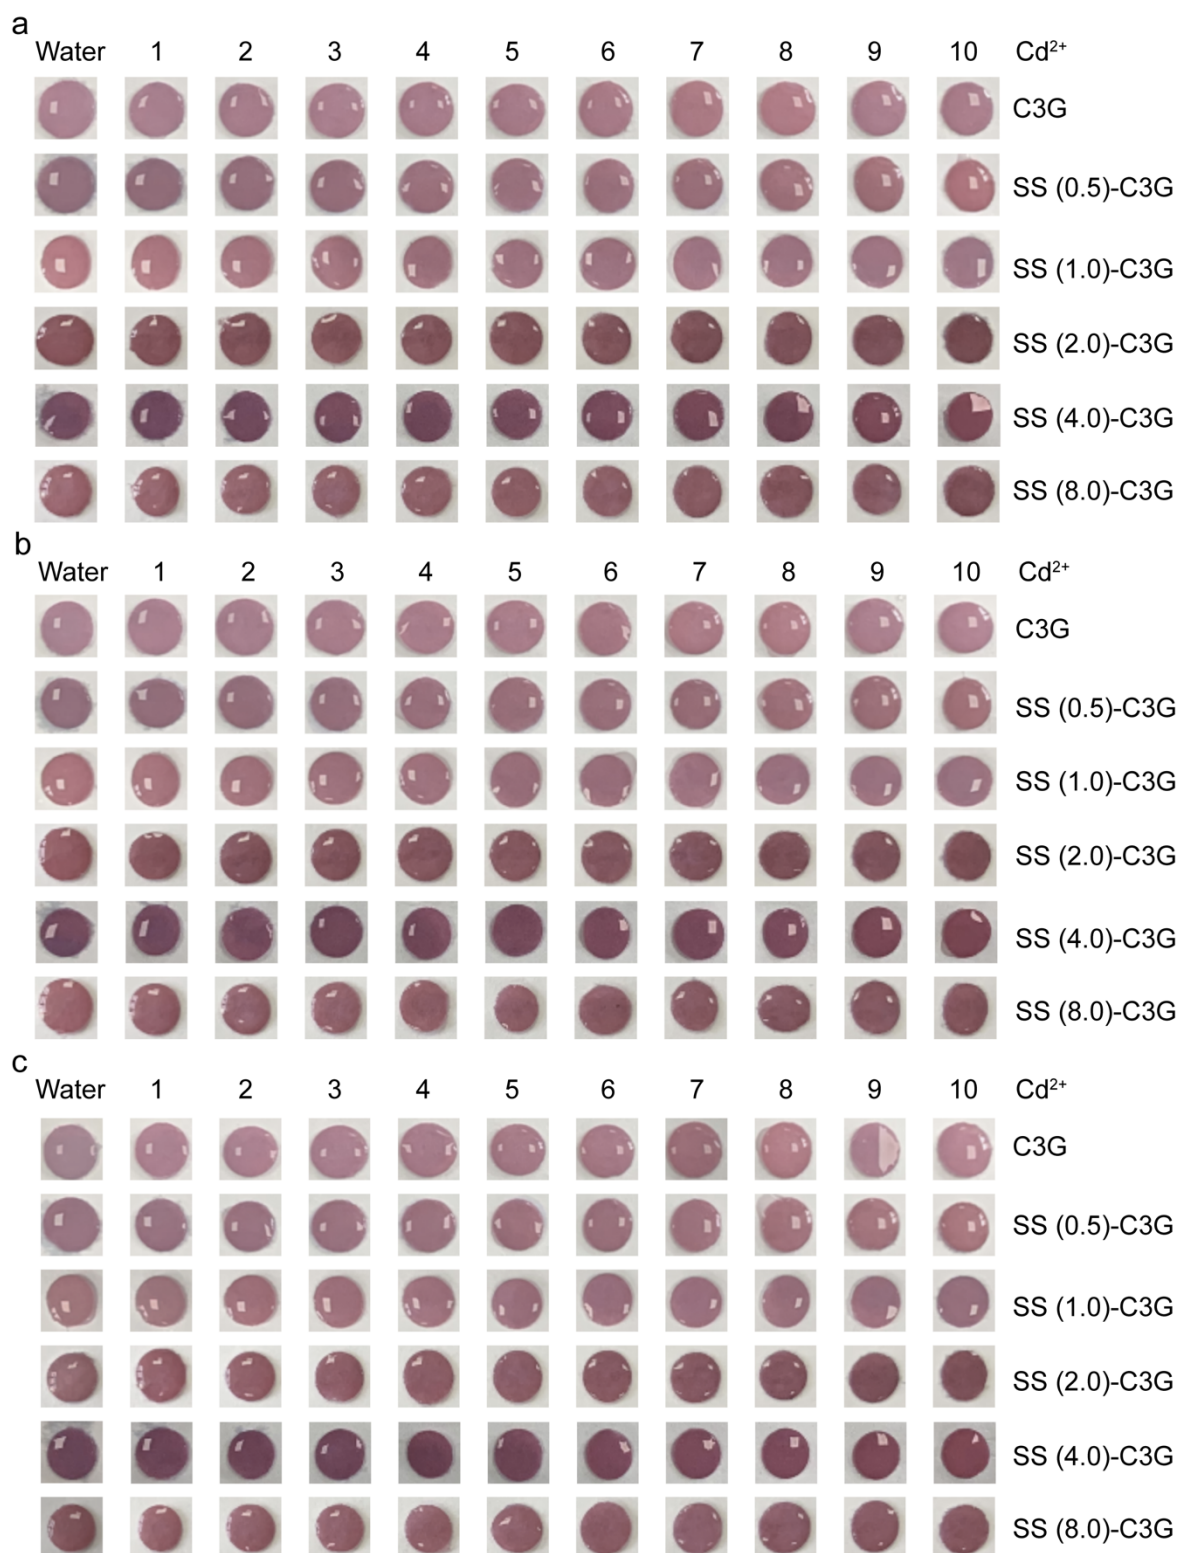 a
Water 1 2 3 4 5 6 7 8 9 10 Cd²⁺
C3G
SS (0.5)-C3G
SS (1.0)-C3G
SS (2.0)-C3G
SS (4.0)-C3G
SS (8.0)-C3G
b
Water 1 2 3 4 5 6 7 8 9 10 Cd²⁺
C3G
SS (0.5)-C3G
SS (1.0)-C3G
SS (2.0)-C3G
SS (4.0)-C3G
SS (8.0)-C3G
c
Water 1 2 3 4 5 6 7 8 9 10 Cd²⁺
C3G
SS (0.5)-C3G
SS (1.0)-C3G
SS (2.0)-C3G
SS (4.0)-C3G
SS (8.0)-C3G